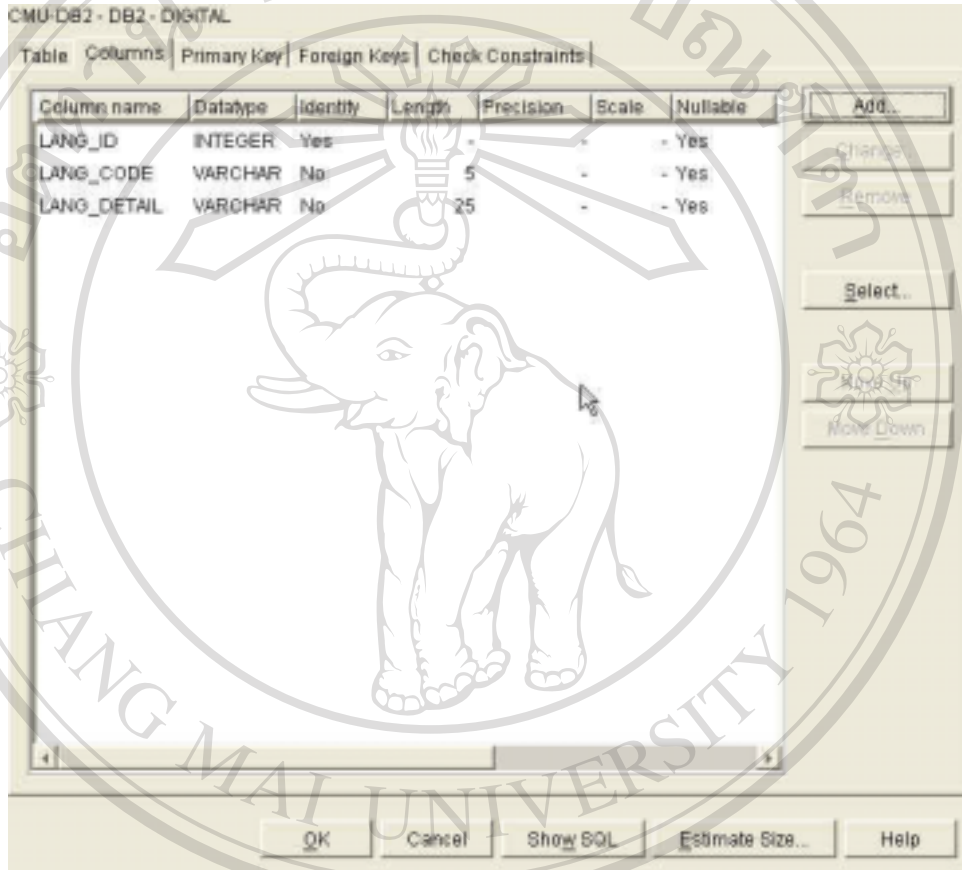 CMU-DB2 - DB2 - DIGITAL
Table Columns Primary Key Foreign Keys Check Constraints
Column name Datatype Identity Length Precision Scale Nullable
LANG_ID INTEGER Yes - - - Yes
LANG_CODE VARCHAR No 5 - - Yes
LANG_DETAIL VARCHAR No 25 - - Yes
Add...
Change...
Remove
Select...
Move Up
Move Down
OK Cancel Show SQL Estimate Size... Help
CHIANG MAI UNIVERSITY 1964